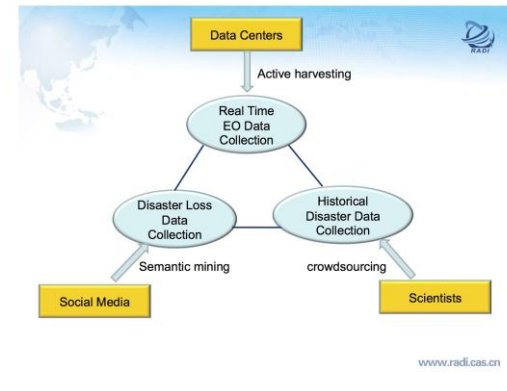 Data Centers
RADI
Active harvesting
Real Time
EO Data
Collection
Disaster Loss
Data
Collection
Historical
Disaster Data
Collection
Semantic mining
crowdsourcing
Social Media
Scientists
www.radi.cas.cn